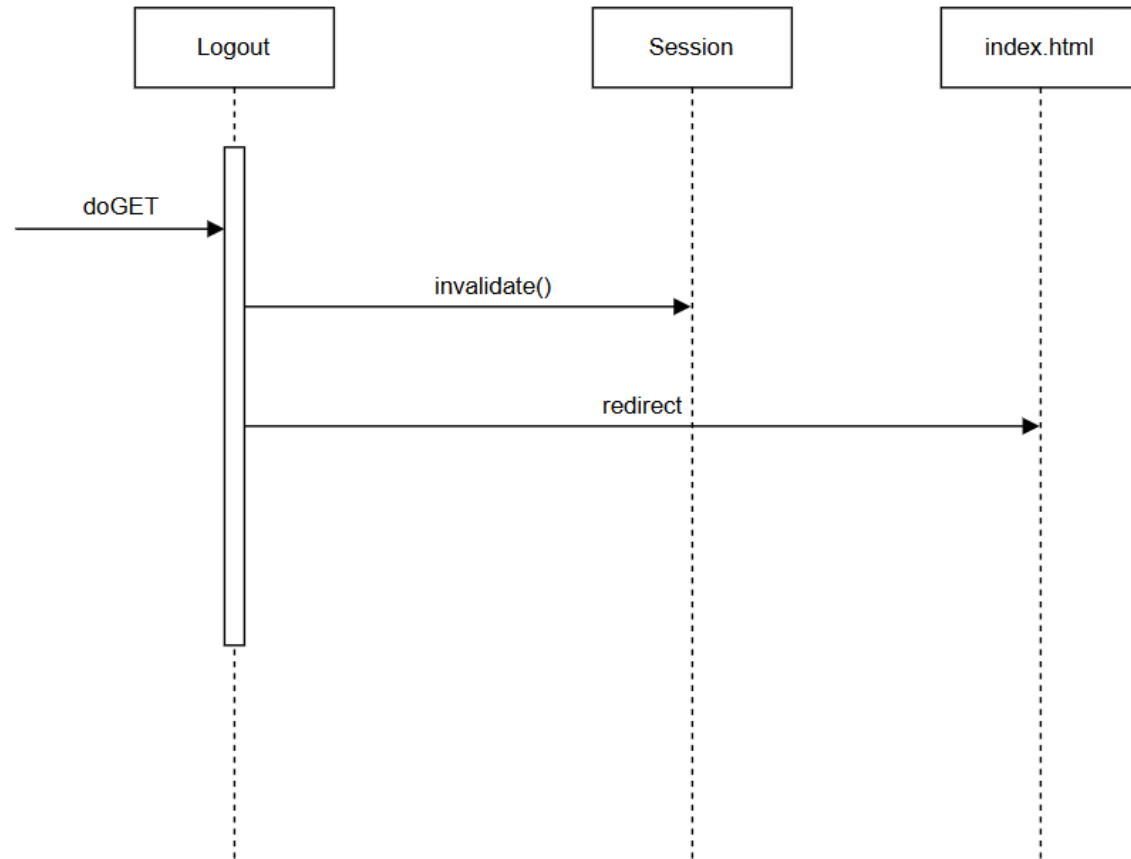 Logout
Session
index.html
doGET
invalidate()
redirect